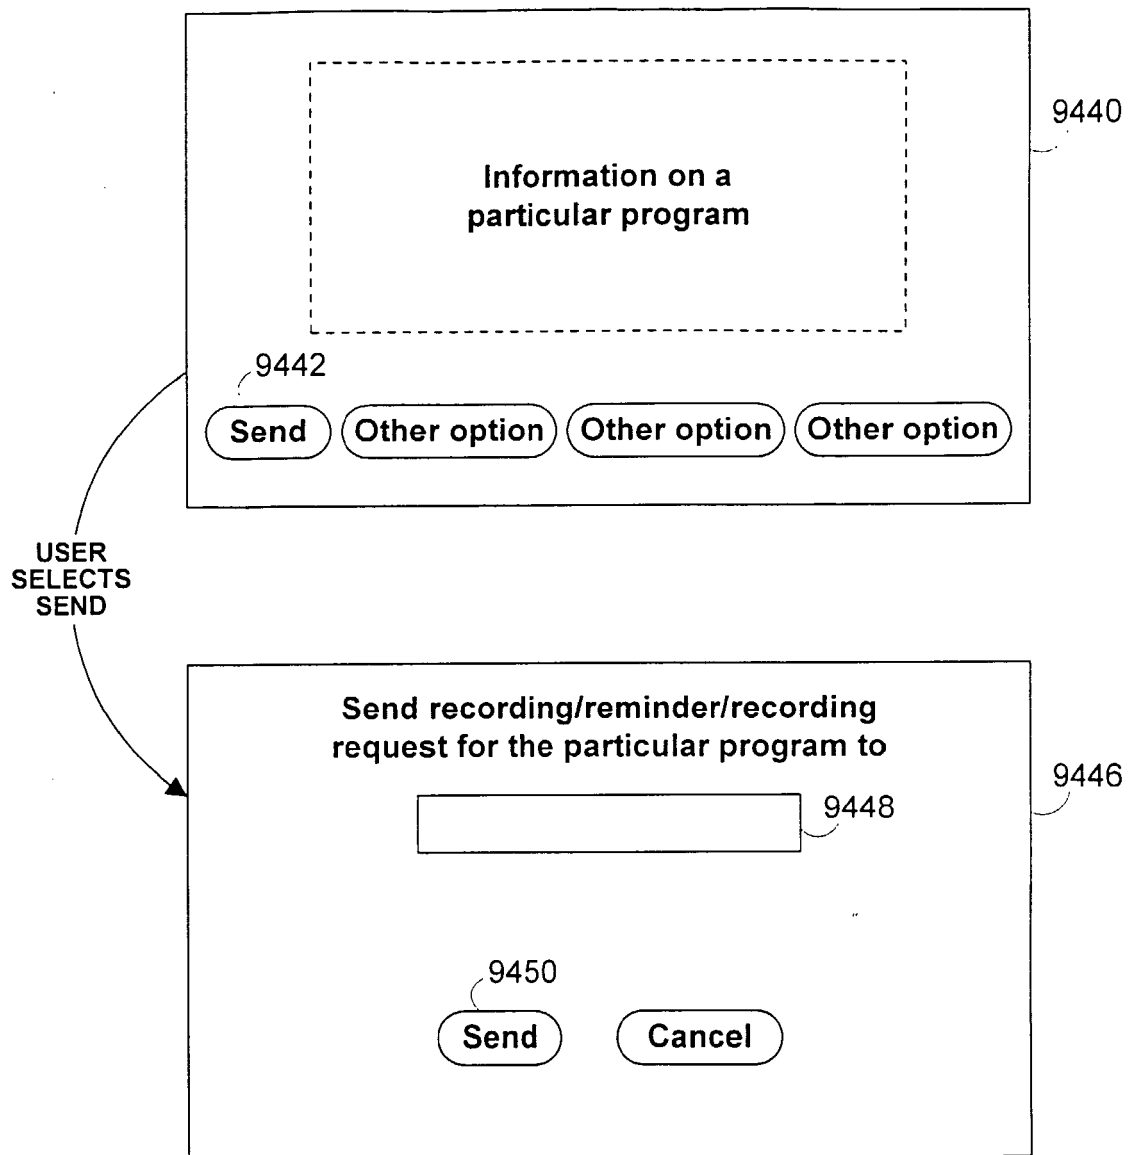 9440
Information on a
particular program
9442
Send
Other option
Other option
Other option
USER
SELECTS
SEND
Send recording/reminder/recording
request for the particular program to
9446
9448
9450
Send
Cancel